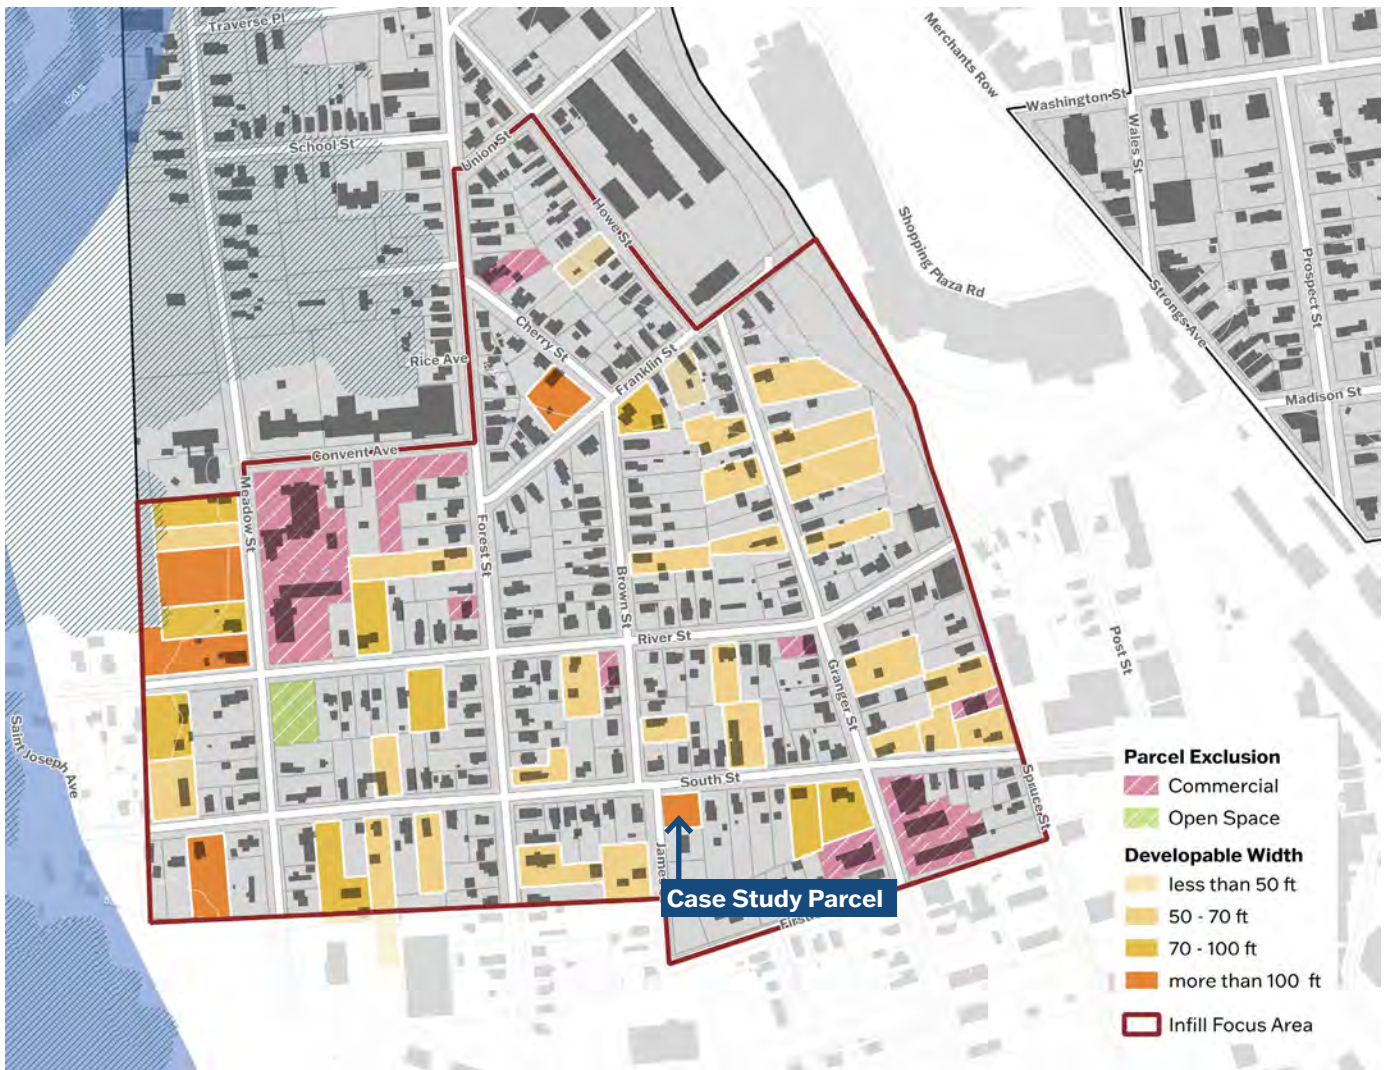 Traverse Pl
Merchants Row
Washington St
Wales St
School St
Union St
Howe St
Shopping Plaza Rd
Strongs Ave
Prospect St
Cherry St
Rice Ave
Franklin St
Madison St
Convent Ave
Meadow St
Forest St
Brown St
River St
Granger St
Post St
Saint Joseph Ave
South St
Spruce St
James
Case Study Parcel
First
Parcel Exclusion
Commercial
Open Space
Developable Width
less than 50 ft
50 - 70 ft
70 - 100 ft
more than 100 ft
Infill Focus Area